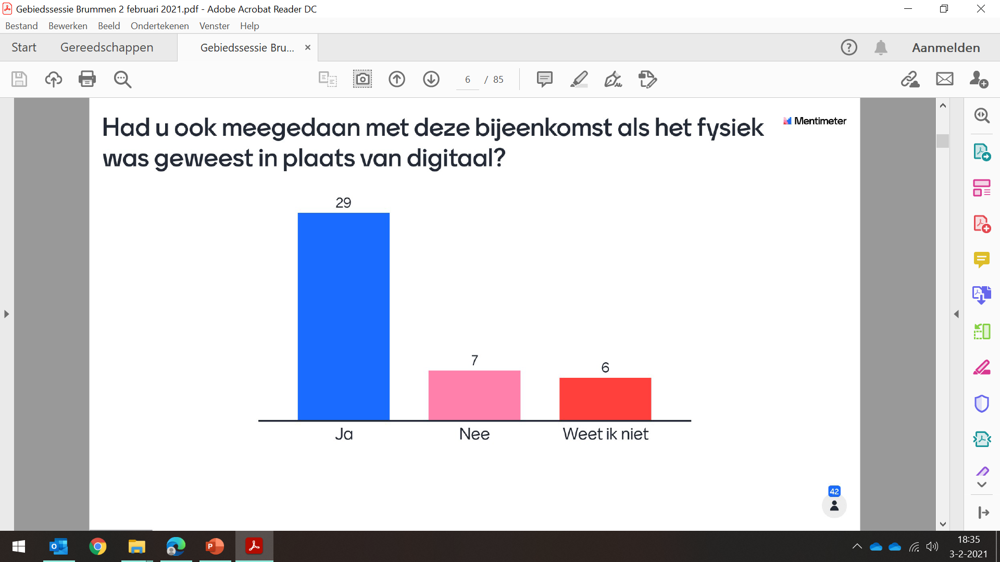 Gebiedssessie Brummen 2 februari 2021.pdf - Adobe Acrobat Reader DC
Bestand Bewerken Beeld Ondertekenen Venster Help
Start Gereedschappen Gebiedssessie Bru... × Aanmelden
6 / 85
Had u ook meegedaan met deze bijeenkomst als het fysiek
was geweest in plaats van digitaal?
Mentimeter
29
7
6
Ja Nee Weet ik niet
42
18:35
3-2-2021